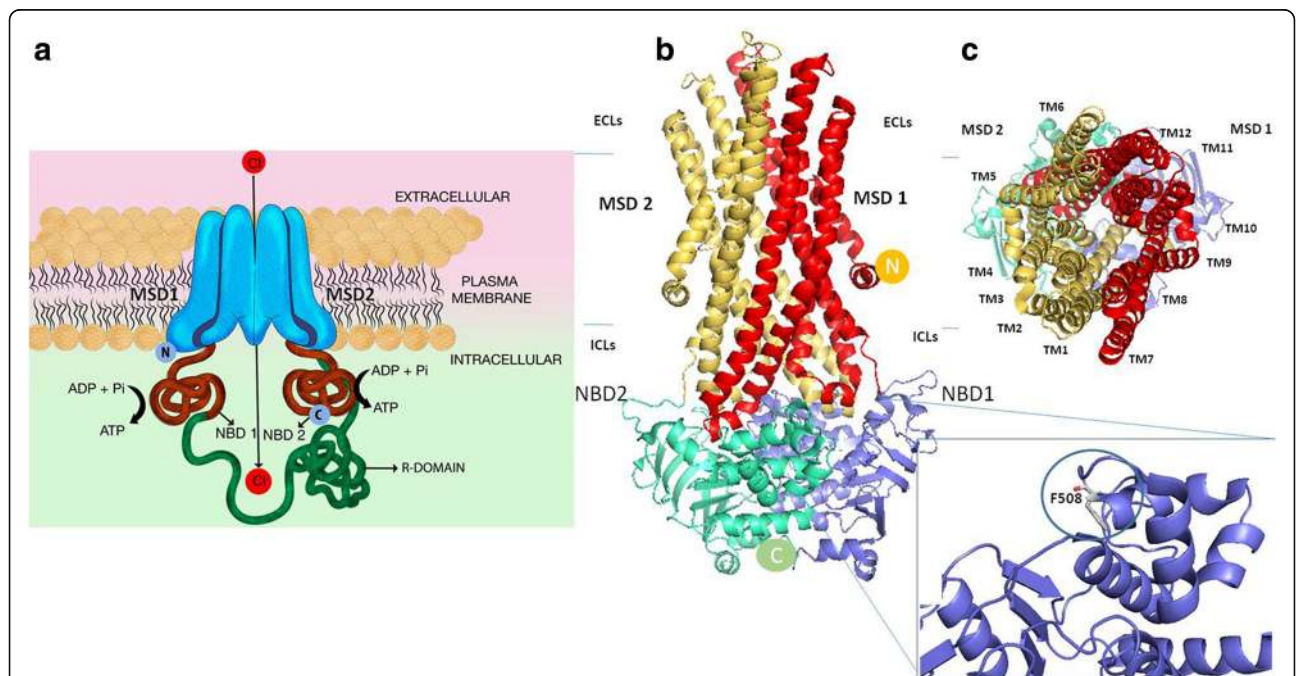 a
Cl
EXTRACELLULAR
MSD1
MSD2
PLASMA
MEMBRANE
INTRACELLULAR
N
ADP + Pi
ATP
ADP + Pi
ATP
C
NBD 1
NBD 2
R-DOMAIN
Cl
b
ECLs
ECLs
MSD 2
MSD 1
N
ICLs
ICLs
NBD2
NBD1
C
c
TM6
MSD 2
TM12
MSD 1
TM11
TM5
TM10
TM4
TM9
TM3
TM8
TM2
TM1
TM7
F508